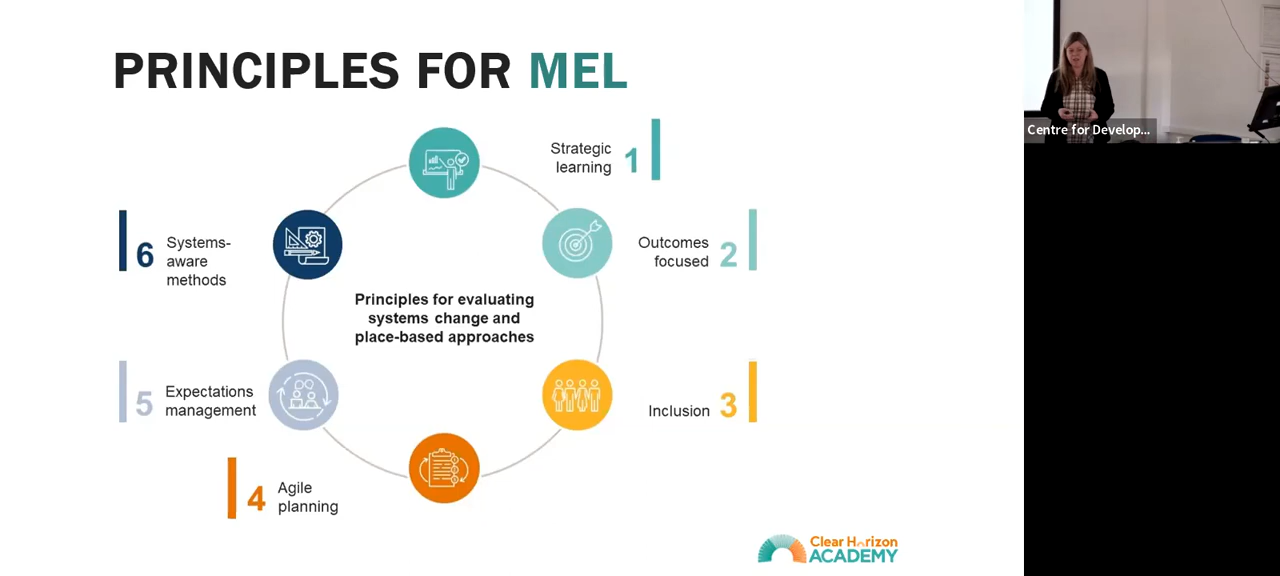 PRINCIPLES FOR MEL
Strategic
learning
1
Outcomes
focused
2
Inclusion
3
4
Agile
planning
5
Expectations
management
6
Systems-
aware
methods
Principles for evaluating
systems change and
place-based approaches
Clear Horizon
ACADEMY
Centre for Develop...